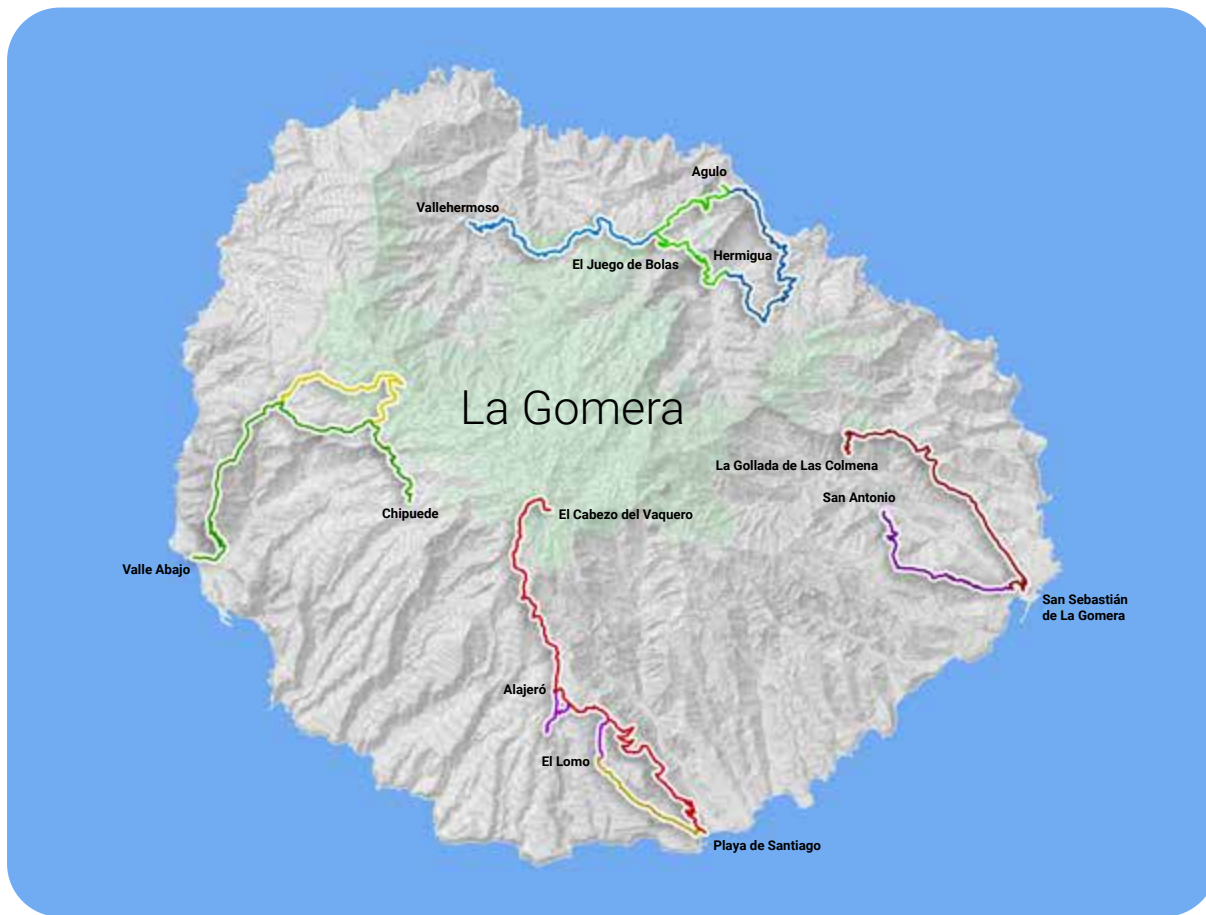 Agulo
Vallehermoso
Hermigua
El Juego de Bolas
La Gomera
La Gollada de Las Colmena
San Antonio
Chipuede
El Cabezo del Vaquero
Valle Abajo
San Sebastián
de La Gomera
Alajeró
El Lomo
Playa de Santiago